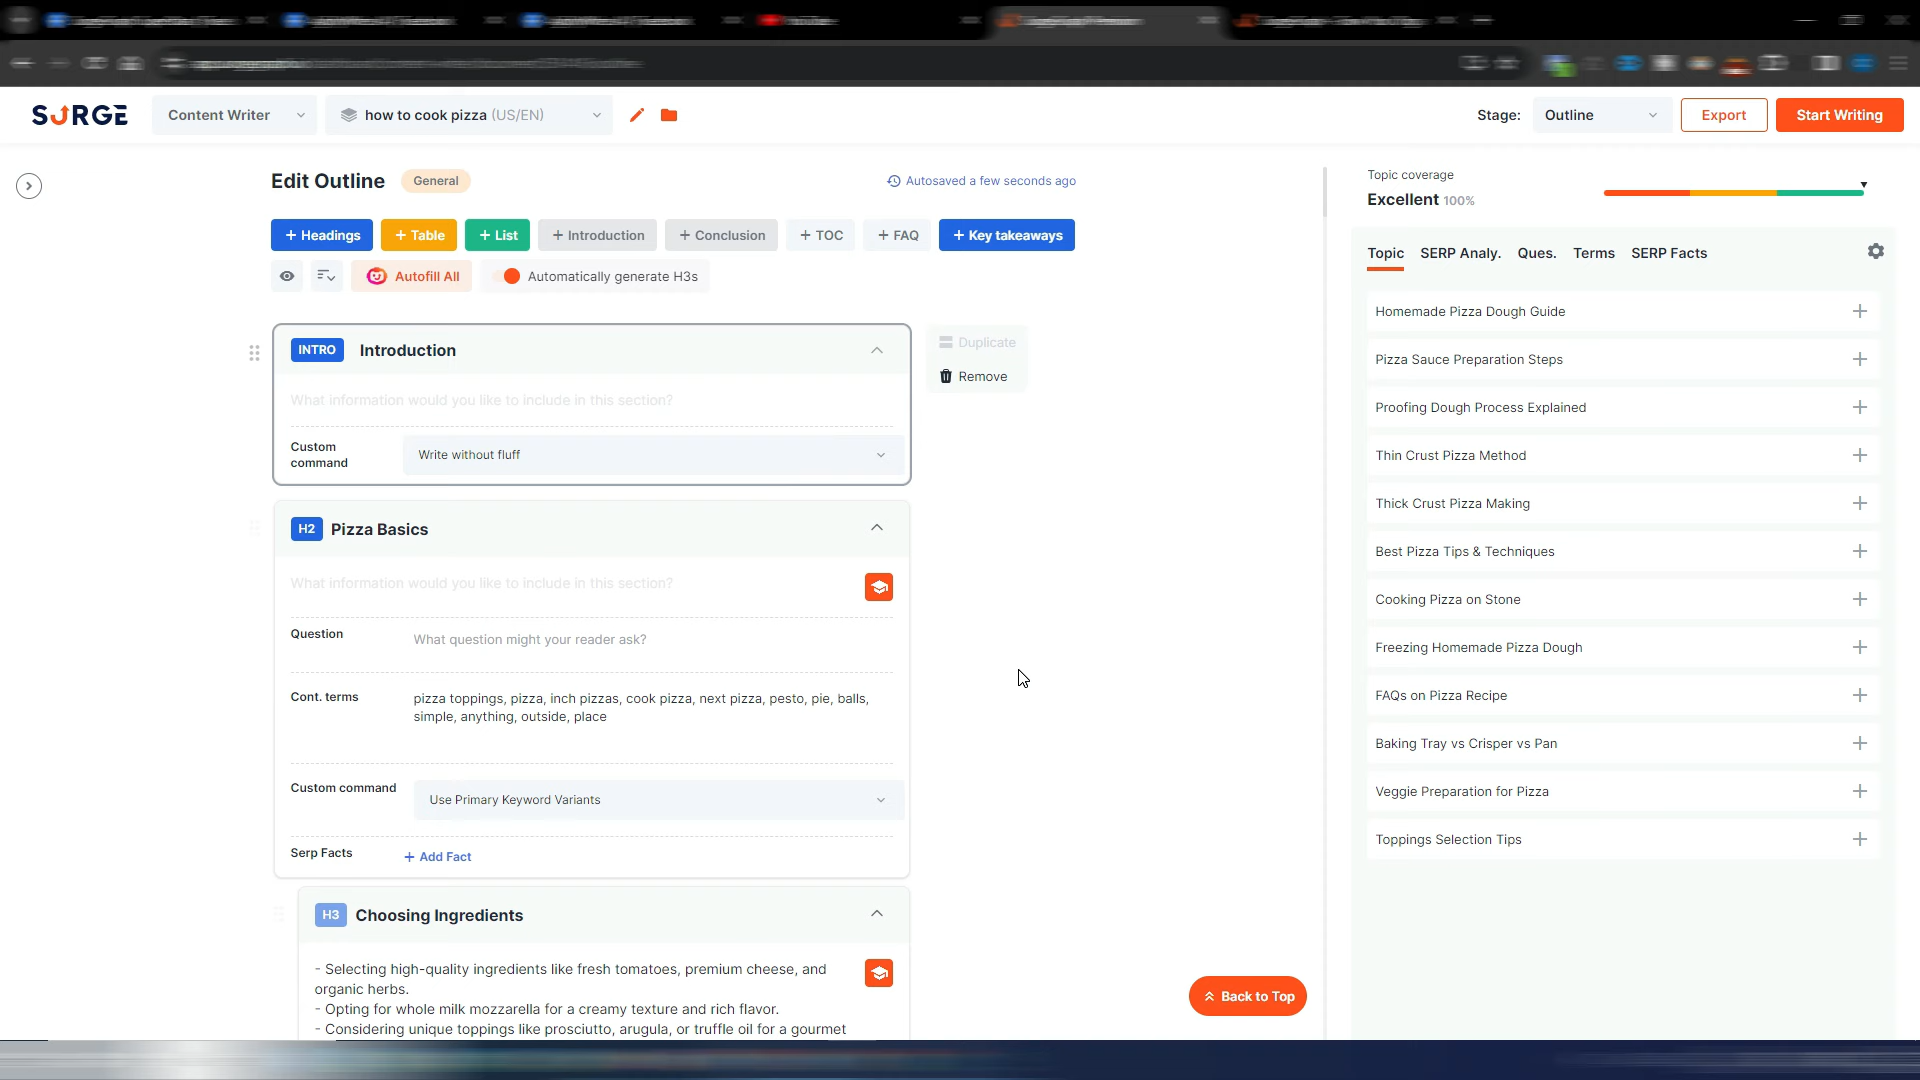 SURGE
Content Writer
how to cook pizza (US/EN)
Stage:
Outline
Export
Start Writing
Edit Outline
General
Autosaved a few seconds ago
+ Headings
+ Table
+ List
+ Introduction
+ Conclusion
+ TOC
+ FAQ
+ Key takeaways
Autofill All
Automatically generate H3s
INTRO Introduction
What information would you like to include in this section?
Custom
command
Write without fluff
Duplicate
Remove
H2 Pizza Basics
What information would you like to include in this section?
Question
What question might your reader ask?
Cont. terms
pizza toppings, pizza, inch pizzas, cook pizza, next pizza, pesto, pie, balls,
simple, anything, outside, place
Custom command
Use Primary Keyword Variants
Serp Facts
+ Add Fact
H3 Choosing Ingredients
- Selecting high-quality ingredients like fresh tomatoes, premium cheese, and
organic herbs.
- Opting for whole milk mozzarella for a creamy texture and rich flavor.
- Considering unique toppings like prosciutto, arugula, or truffle oil for a gourmet
Back to Top
Topic coverage
Excellent 100%
Topic
SERP Analy.
Ques.
Terms
SERP Facts
Homemade Pizza Dough Guide
Pizza Sauce Preparation Steps
Proofing Dough Process Explained
Thin Crust Pizza Method
Thick Crust Pizza Making
Best Pizza Tips & Techniques
Cooking Pizza on Stone
Freezing Homemade Pizza Dough
FAQs on Pizza Recipe
Baking Tray vs Crisper vs Pan
Veggie Preparation for Pizza
Toppings Selection Tips